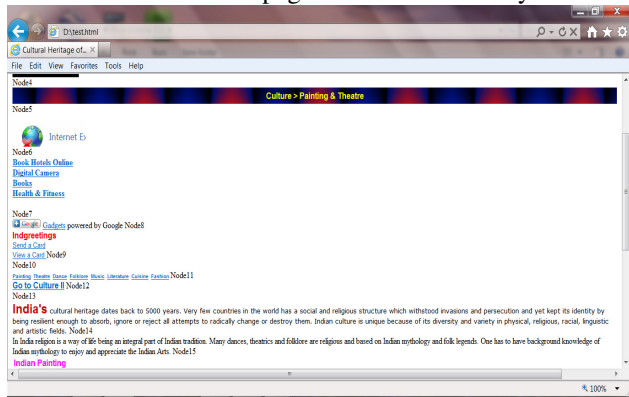 D:\test.html
Cultural Heritage of... X
File Edit View Favorites Tools Help
Node4
Culture > Painting & Theatre
Node5
Internet Ex
Node6
Book Hotels Online
Digital Camera
Books
Health & Fitness
Node7
Google Gadgets powered by Google Node8
Indgreetings
Send a Card
View a Card Node9
Node10
Painting Theatre Dance Folklore Music Literature Cuisine Fashion Node11
Go to Culture II Node12
Node13
India's cultural heritage dates back to 5000 years. Very few countries in the world has a social and religious structure which withstood invasions and persecution and yet kept its identity by
being resilient enough to absorb, ignore or reject all attempts to radically change or destroy them. Indian culture is unique because of its diversity and variety in physical, religious, racial, linguistic
and artistic fields. Node14
In India religion is a way of life being an integral part of Indian tradition. Many dances, theatrics and folklore are religious and based on Indian mythology and folk legends. One has to have background knowledge of
Indian mythology to enjoy and appreciate the Indian Arts. Node15
Indian Painting
100%